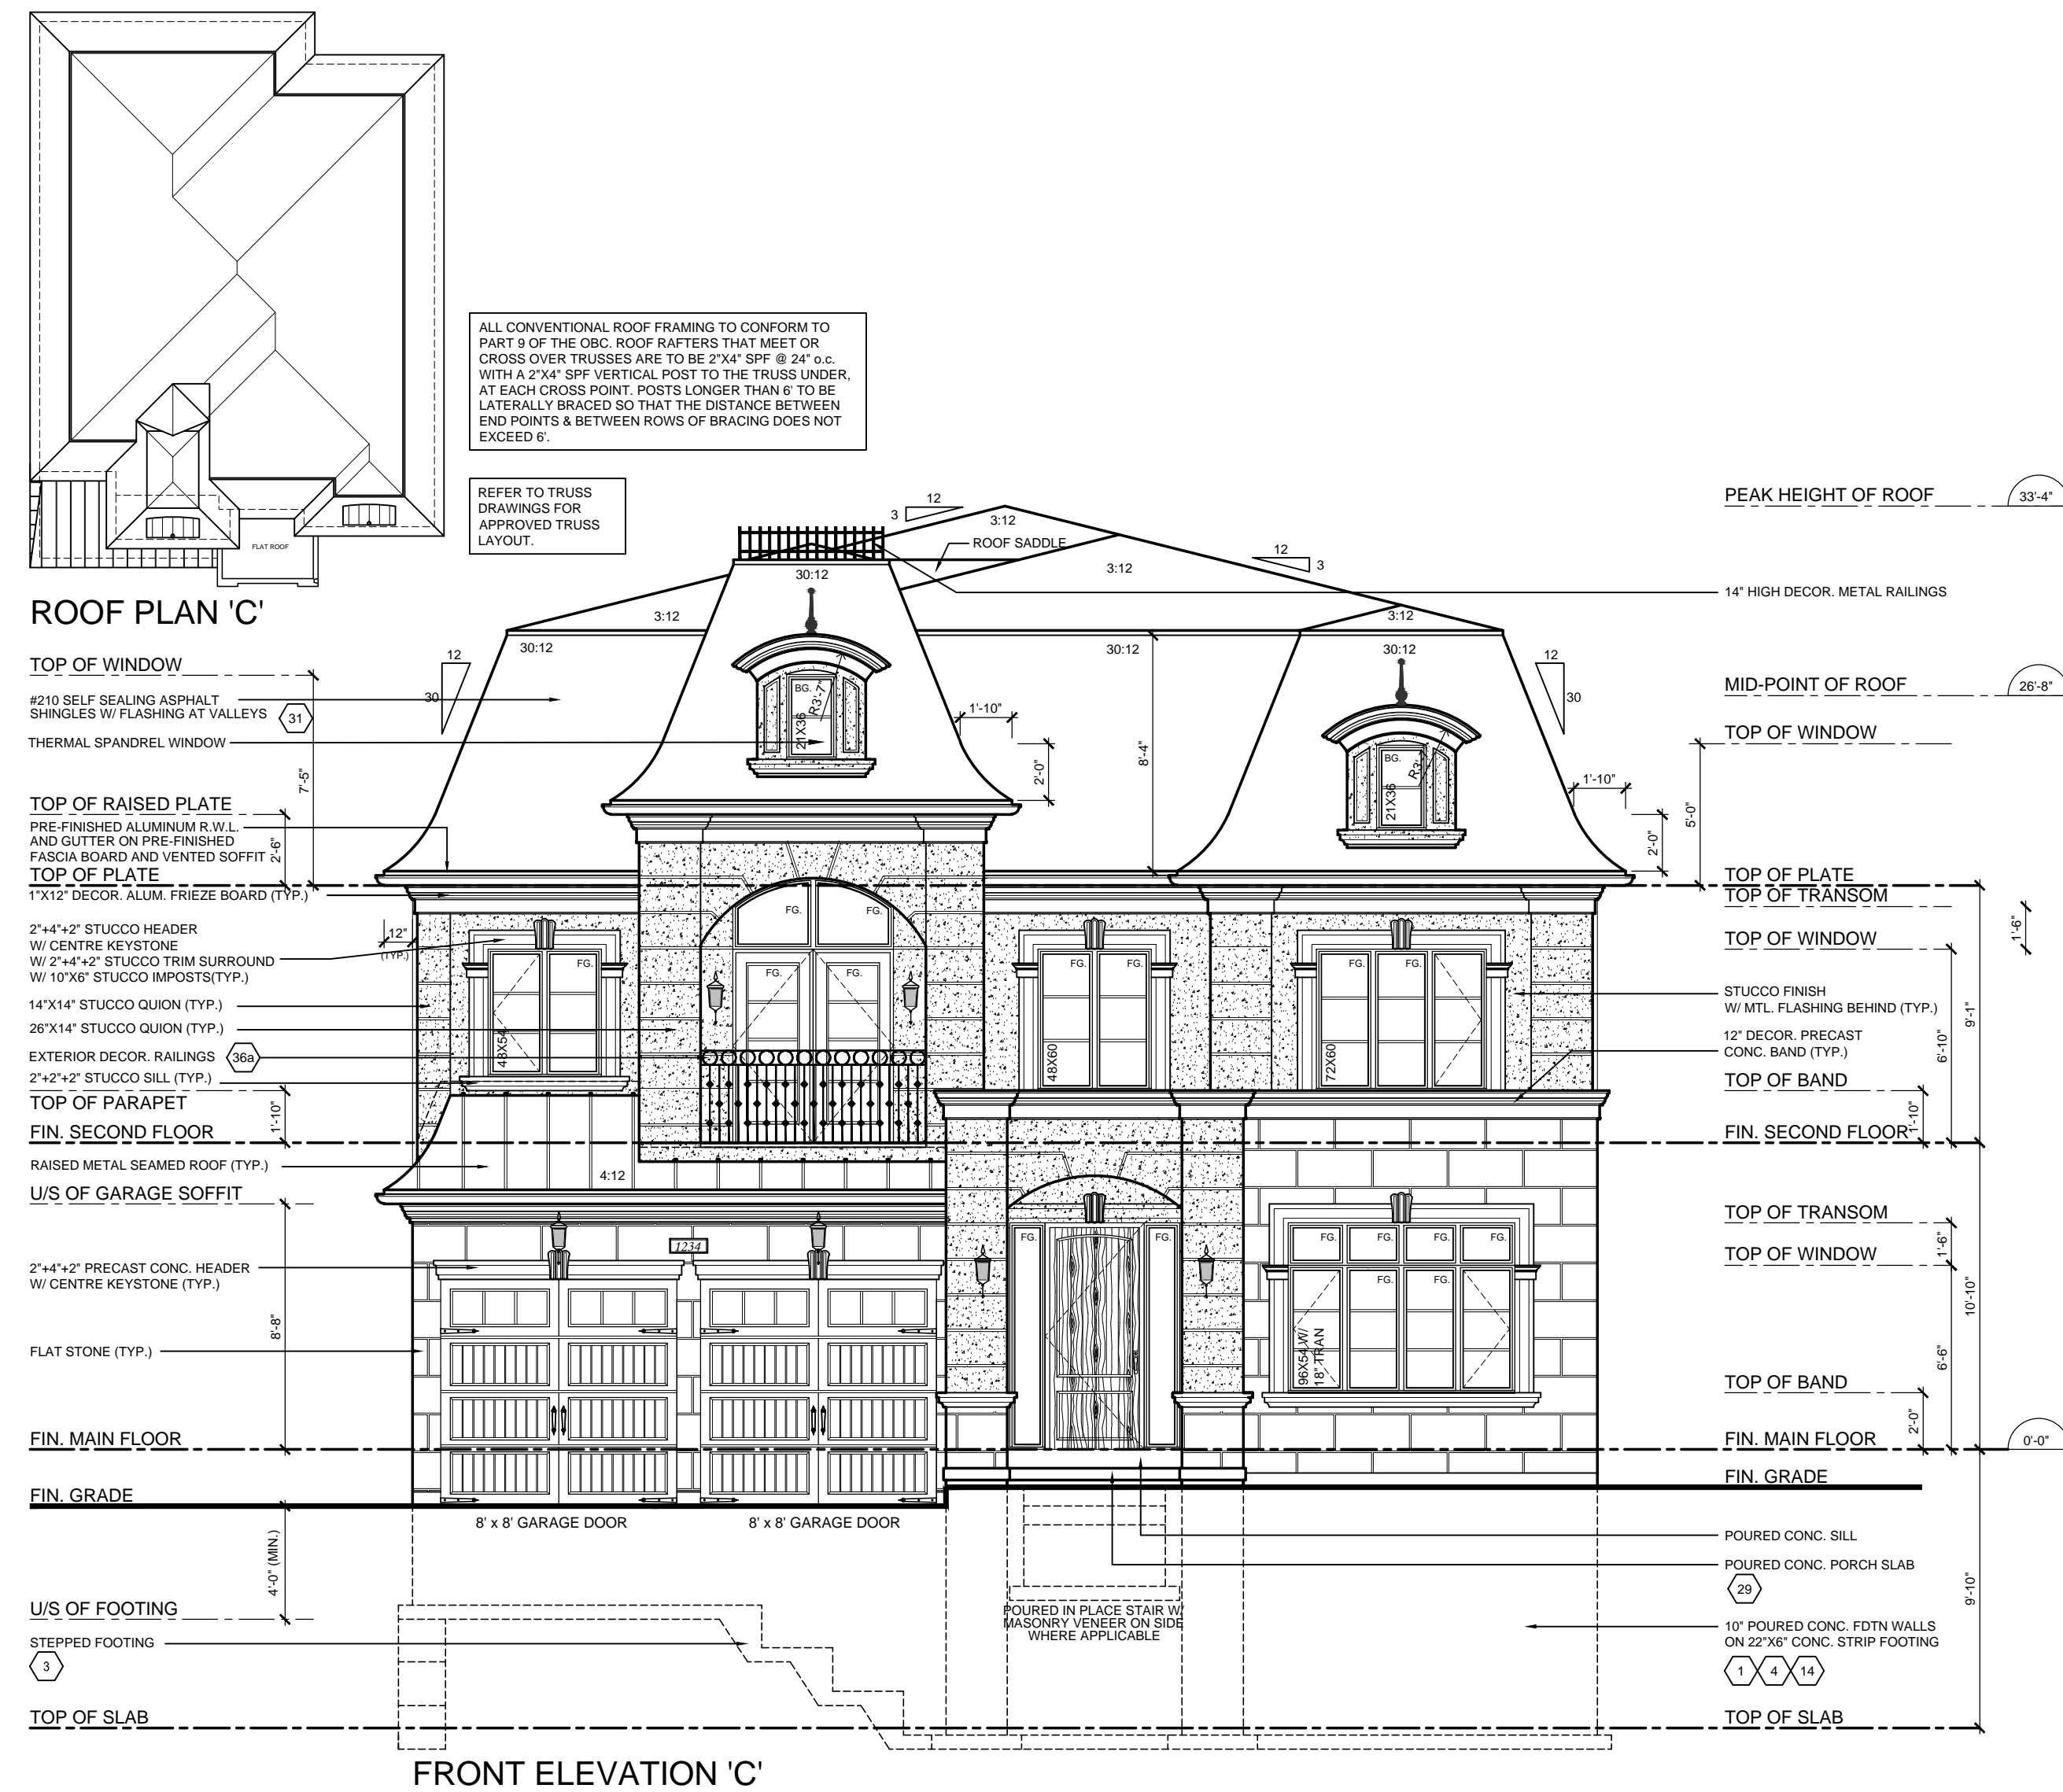 ALL CONVENTIONAL ROOF FRAMING TO CONFORM TO
PART 9 OF THE OBC. ROOF RAFTERS THAT MEET OR
CROSS OVER TRUSSES ARE TO BE 2"X4" SPF @ 24" o.c.
WITH A 2"X4" SPF VERTICAL POST TO THE TRUSS UNDER,
AT EACH CROSS POINT. POSTS LONGER THAN 6' TO BE
LATERALLY BRACED SO THAT THE DISTANCE BETWEEN
END POINTS & BETWEEN ROWS OF BRACING DOES NOT
EXCEED 6'.
REFER TO TRUSS
DRAWINGS FOR
APPROVED TRUSS
LAYOUT.
FLAT ROOF
ROOF PLAN 'C'
TOP OF WINDOW
#210 SELF SEALING ASPHALT
SHINGLES W/ FLASHING AT VALLEYS
31
THERMAL SPANDREL WINDOW
7'-5"
TOP OF RAISED PLATE
PRE-FINISHED ALUMINUM R.W.L.
AND GUTTER ON PRE-FINISHED
FASCIA BOARD AND VENTED SOFFIT
2'-6"
TOP OF PLATE
1"X12" DECOR. ALUM. FRIEZE BOARD (TYP.)
2"+4"+2" STUCCO HEADER
W/ CENTRE KEYSTONE
W/ 2"+4"+2" STUCCO TRIM SURROUND
W/ 10"X6" STUCCO IMPOSTS(TYP.)
12"
(TYP.)
14"X14" STUCCO QUION (TYP.)
26"X14" STUCCO QUION (TYP.)
EXTERIOR DECOR. RAILINGS
36a
2"+2"+2" STUCCO SILL (TYP.)
TOP OF PARAPET
1'-10"
FIN. SECOND FLOOR
RAISED METAL SEAMED ROOF (TYP.)
U/S OF GARAGE SOFFIT
2"+4"+2" PRECAST CONC. HEADER
W/ CENTRE KEYSTONE (TYP.)
8'-8"
FLAT STONE (TYP.)
FIN. MAIN FLOOR
FIN. GRADE
4'-0" (MIN.)
U/S OF FOOTING
STEPPED FOOTING
3
TOP OF SLAB
12
3
3:12
ROOF SADDLE
12
3
30:12
3:12
3:12
3:12
30:12
30:12
30:12
12
30
12
30
BG.
R3'-7"
21X36
1'-10"
2'-0"
8'-4"
BG.
R3'
21X36
1'-10"
2'-0"
5'-0"
FG.
FG.
FG.
FG.
FG.
48X54
FG.
FG.
48X60
FG.
FG.
72X60
4:12
1234
FG.
FG.
FG.
FG.
FG.
FG.
FG.
FG.
96X54 W/
18" TRAN
8' x 8' GARAGE DOOR
8' x 8' GARAGE DOOR
POURED IN PLACE STAIR W/
MASONRY VENEER ON SIDE
WHERE APPLICABLE
PEAK HEIGHT OF ROOF
33'-4"
14" HIGH DECOR. METAL RAILINGS
MID-POINT OF ROOF
26'-8"
TOP OF WINDOW
TOP OF PLATE
TOP OF TRANSOM
1'-6"
TOP OF WINDOW
STUCCO FINISH
W/ MTL. FLASHING BEHIND (TYP.)
9'-1"
12" DECOR. PRECAST
CONC. BAND (TYP.)
6'-10"
TOP OF BAND
1'-10"
FIN. SECOND FLOOR
TOP OF TRANSOM
1'-6"
TOP OF WINDOW
10'-10"
6'-6"
TOP OF BAND
2'-0"
FIN. MAIN FLOOR
0'-0"
FIN. GRADE
POURED CONC. SILL
POURED CONC. PORCH SLAB
29
9'-10"
10" POURED CONC. FDTN WALLS
ON 22"X6" CONC. STRIP FOOTING
1
4
14
TOP OF SLAB
FRONT ELEVATION 'C'